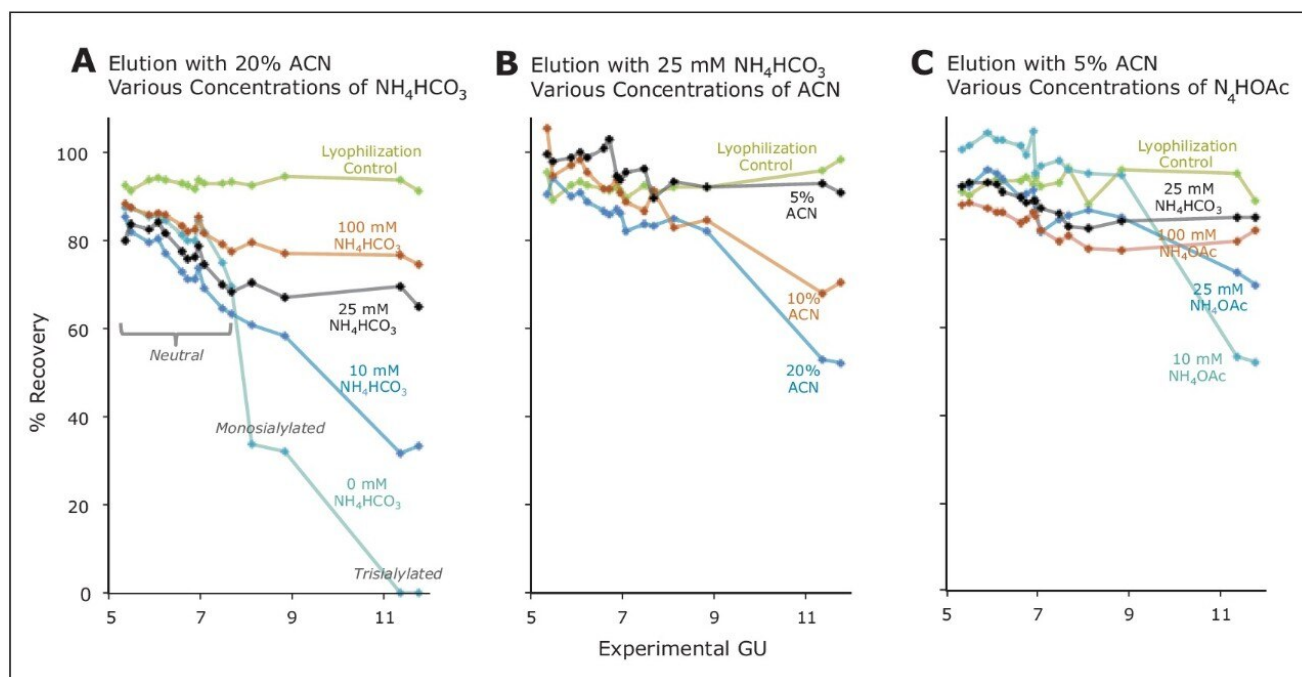 A Elution with 20% ACN
Various Concentrations of NH₄HCO₃
B Elution with 25 mM NH₄HCO₃
Various Concentrations of ACN
C Elution with 5% ACN
Various Concentrations of N₄HOAc
% Recovery
100
80
60
40
20
0
Lyophilization
Control
100 mM
NH₄HCO₃
25 mM
NH₄HCO₃
Neutral
10 mM
NH₄HCO₃
Monosialylated
0 mM
NH₄HCO₃
Trisialylated
5
7
9
11
Lyophilization
Control
5%
ACN
10%
ACN
20%
ACN
5
7
9
11
Lyophilization
Control
25 mM
NH₄HCO₃
100 mM
NH₄OAc
25 mM
NH₄OAc
10 mM
NH₄OAc
5
7
9
11
Experimental GU